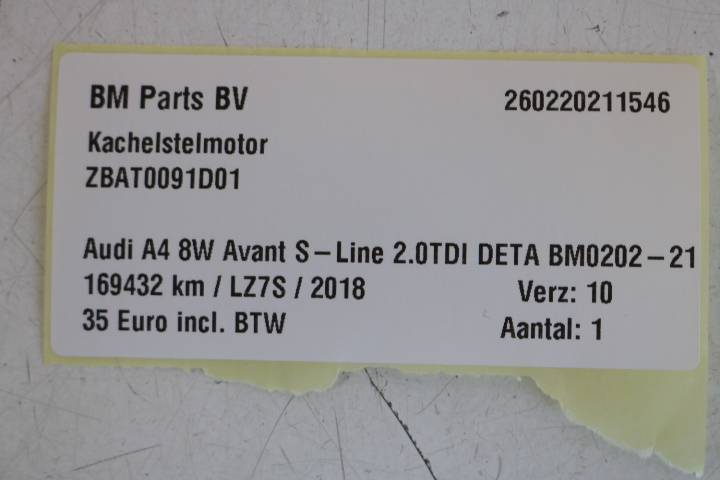 BM Parts BV 260220211546
Kachelstelmotor
ZBAT0091D01
Audi A4 8W Avant S-Line 2.0TDI DETA BM0202-21
169432 km / LZ7S / 2018 Verz: 10
35 Euro incl. BTW Aantal: 1